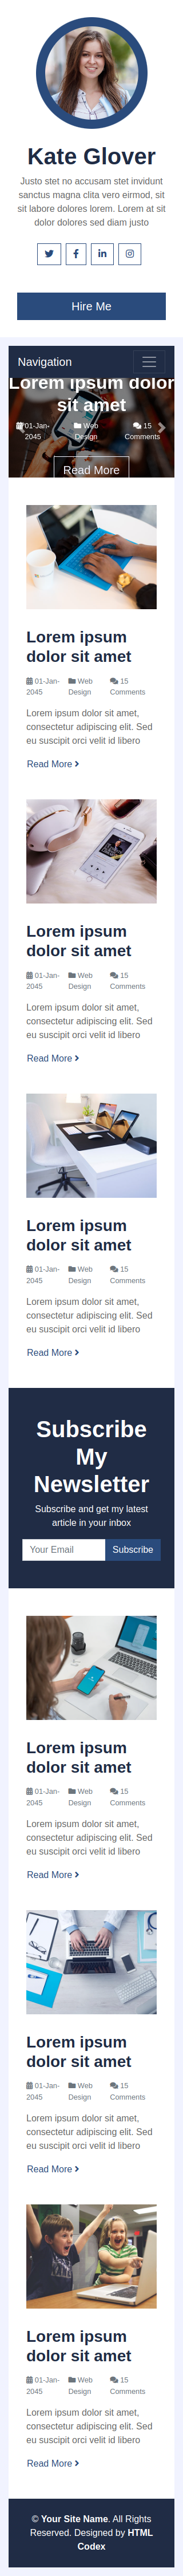 Kate Glover
Justo stet no accusam stet invidunt
sanctus magna clita vero eirmod, sit
sit labore dolores lorem. Lorem at sit
dolor dolores sed diam justo
Hire Me
Navigation
Lorem ipsum dolor
sit amet
01-Jan-
2045
Web
Design
15
Comments
Read More
Lorem ipsum
dolor sit amet
01-Jan-
2045
Web
Design
15
Comments
Lorem ipsum dolor sit amet,
consectetur adipiscing elit. Sed
eu suscipit orci velit id libero
Read More
Lorem ipsum
dolor sit amet
01-Jan-
2045
Web
Design
15
Comments
Lorem ipsum dolor sit amet,
consectetur adipiscing elit. Sed
eu suscipit orci velit id libero
Read More
Lorem ipsum
dolor sit amet
01-Jan-
2045
Web
Design
15
Comments
Lorem ipsum dolor sit amet,
consectetur adipiscing elit. Sed
eu suscipit orci velit id libero
Read More
Subscribe
My
Newsletter
Subscribe and get my latest
article in your inbox
Your Email
Subscribe
Lorem ipsum
dolor sit amet
01-Jan-
2045
Web
Design
15
Comments
Lorem ipsum dolor sit amet,
consectetur adipiscing elit. Sed
eu suscipit orci velit id libero
Read More
Lorem ipsum
dolor sit amet
01-Jan-
2045
Web
Design
15
Comments
Lorem ipsum dolor sit amet,
consectetur adipiscing elit. Sed
eu suscipit orci velit id libero
Read More
Lorem ipsum
dolor sit amet
01-Jan-
2045
Web
Design
15
Comments
Lorem ipsum dolor sit amet,
consectetur adipiscing elit. Sed
eu suscipit orci velit id libero
Read More
© Your Site Name. All Rights
Reserved. Designed by HTML
Codex